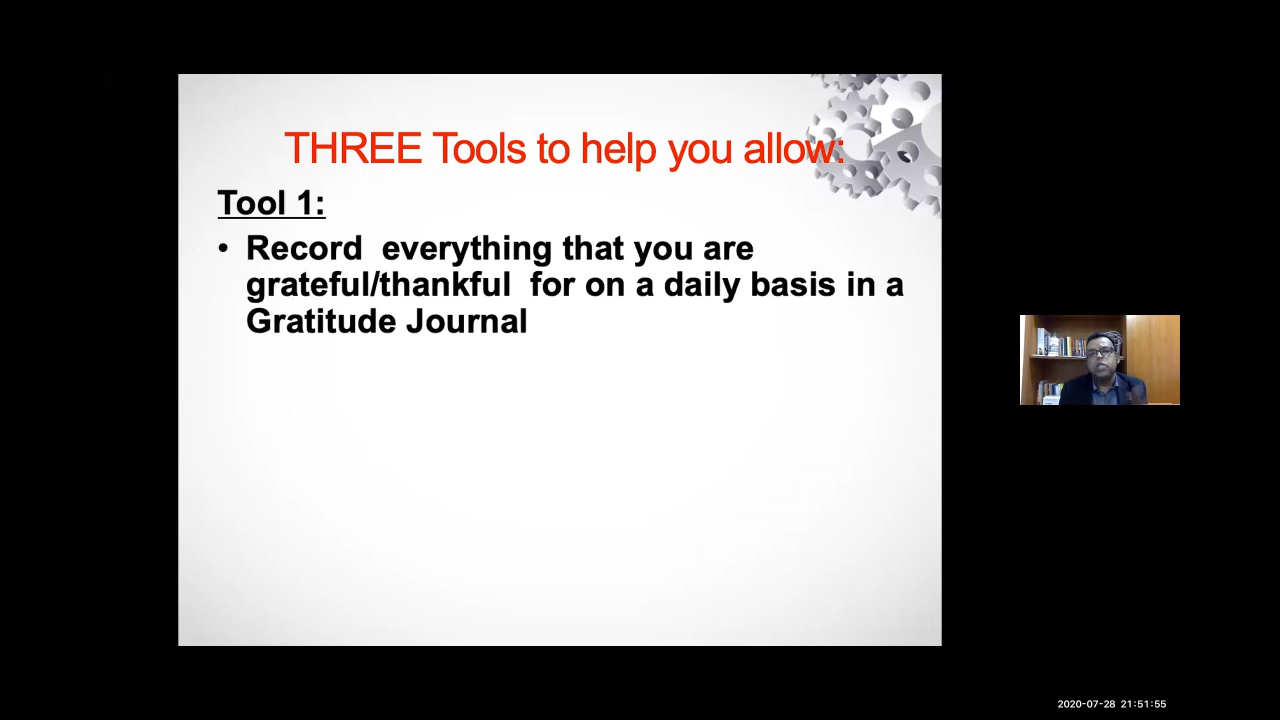 THREE Tools to help you allow:
Tool 1:
• Record  everything that you are
grateful/thankful  for on a daily basis in a
Gratitude Journal
2020-07-28 21:51:55